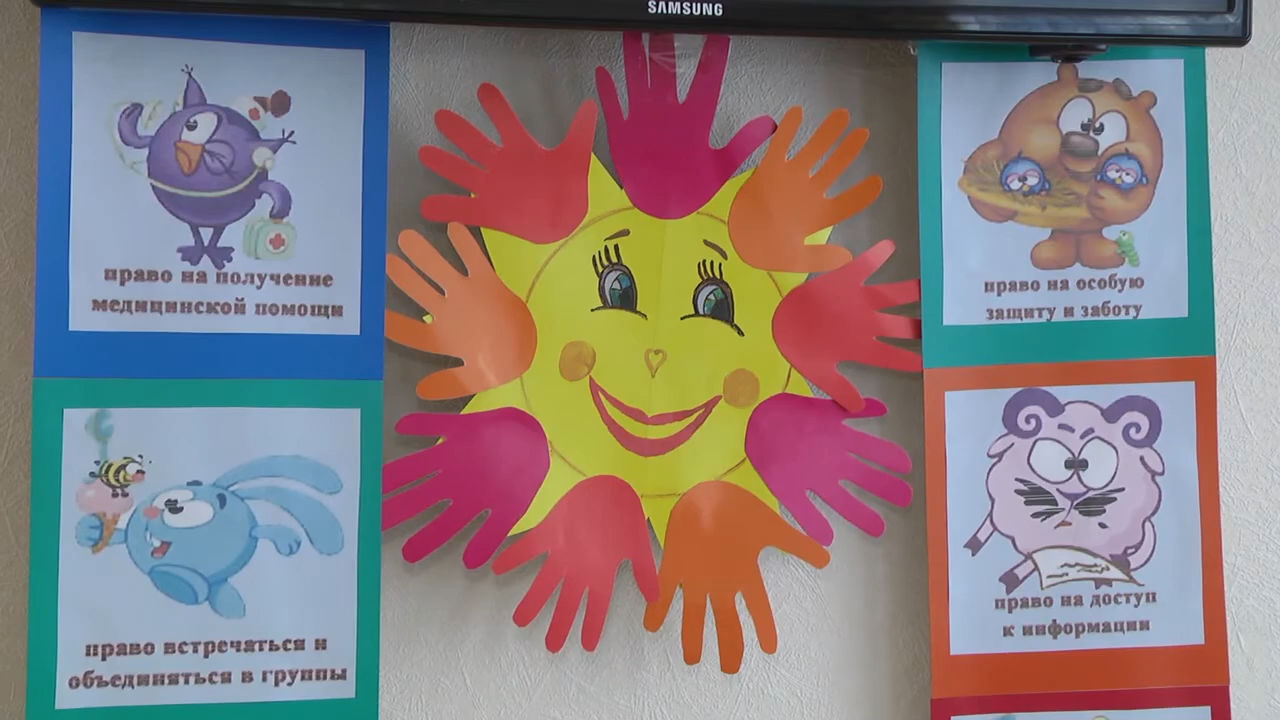 SAMSUNG
право на получение
медицинской помощи
право встречаться и
объединяться в группы
право на особую
защиту и заботу
право на доступ
к информации